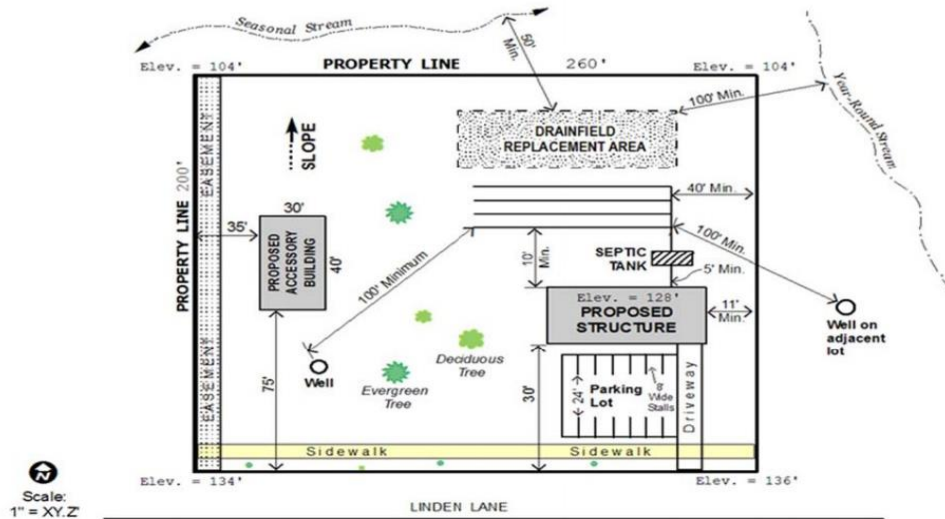 Seasonal Stream
50' Min.
Elev. = 104'
PROPERTY LINE
260'
Elev. = 104'
100' Min.
Year-Round Stream
DRAINFIELD
REPLACEMENT AREA
EASEMENT
SLOPE
PROPERTY LINE 200'
35'
30'
PROPOSED
ACCESSORY
BUILDING
40'
40' Min.
100' Min.
100' Minimum
10'
Min.
SEPTIC
TANK
5' Min.
Elev. = 128'
PROPOSED
STRUCTURE
11'
Min.
Well on
adjacent
lot
75'
Well
Deciduous
Tree
Evergreen
Tree
30'
24'
Parking
Lot
8'
Wide
Stalls
Driveway
EASEMENT
Sidewalk
Sidewalk
Elev. = 134'
Elev. = 136'
N
Scale:
1" = XY.Z'
LINDEN LANE